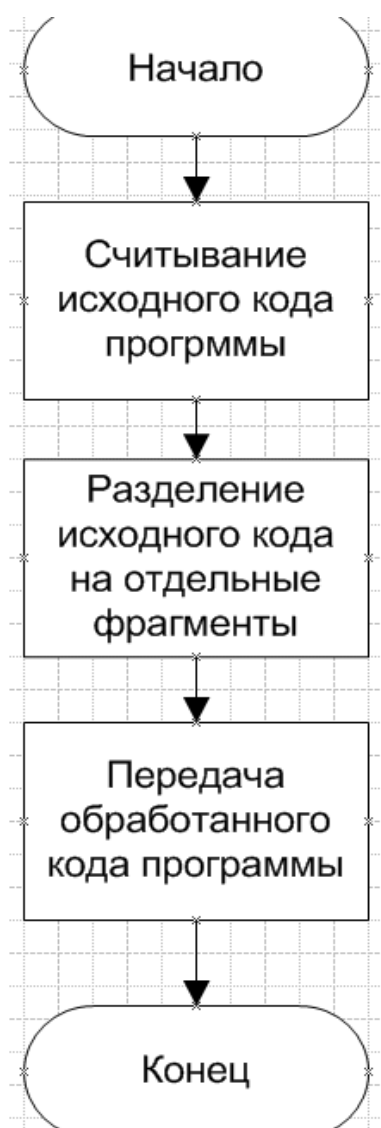 Начало
Считывание
исходного кода
прогрммы
Разделение
исходного кода
на отдельные
фрагменты
Передача
обработанного
кода программы
Конец